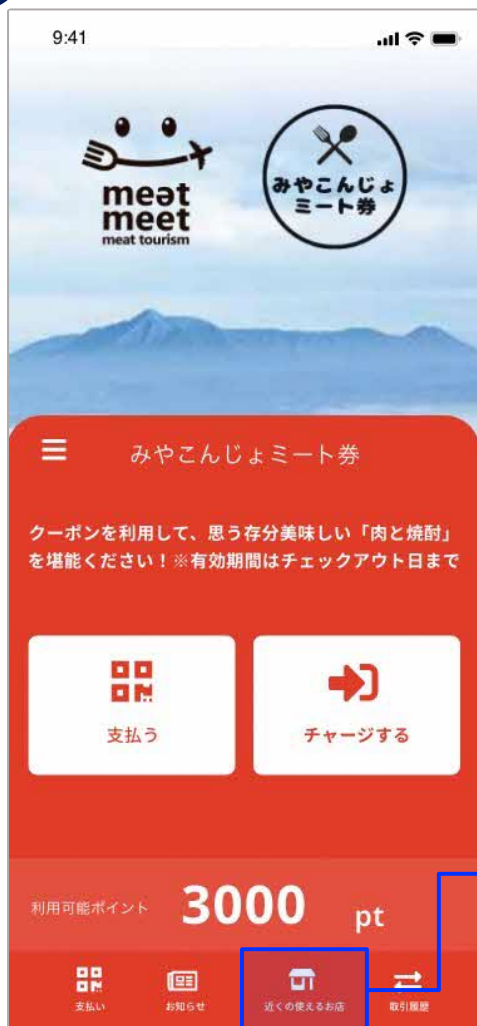 9:41
meat
meet
meat tourism
みやこんじょ
ミート券
みやこんじょミート券
クーポンを利用して、思う存分美味しい「肉と焼酎」
を堪能ください！※有効期間はチェックアウト日まで
支払う
チャージする
利用可能ポイント 3000 pt
支払い
お知らせ
近くの使えるお店
取引履歴